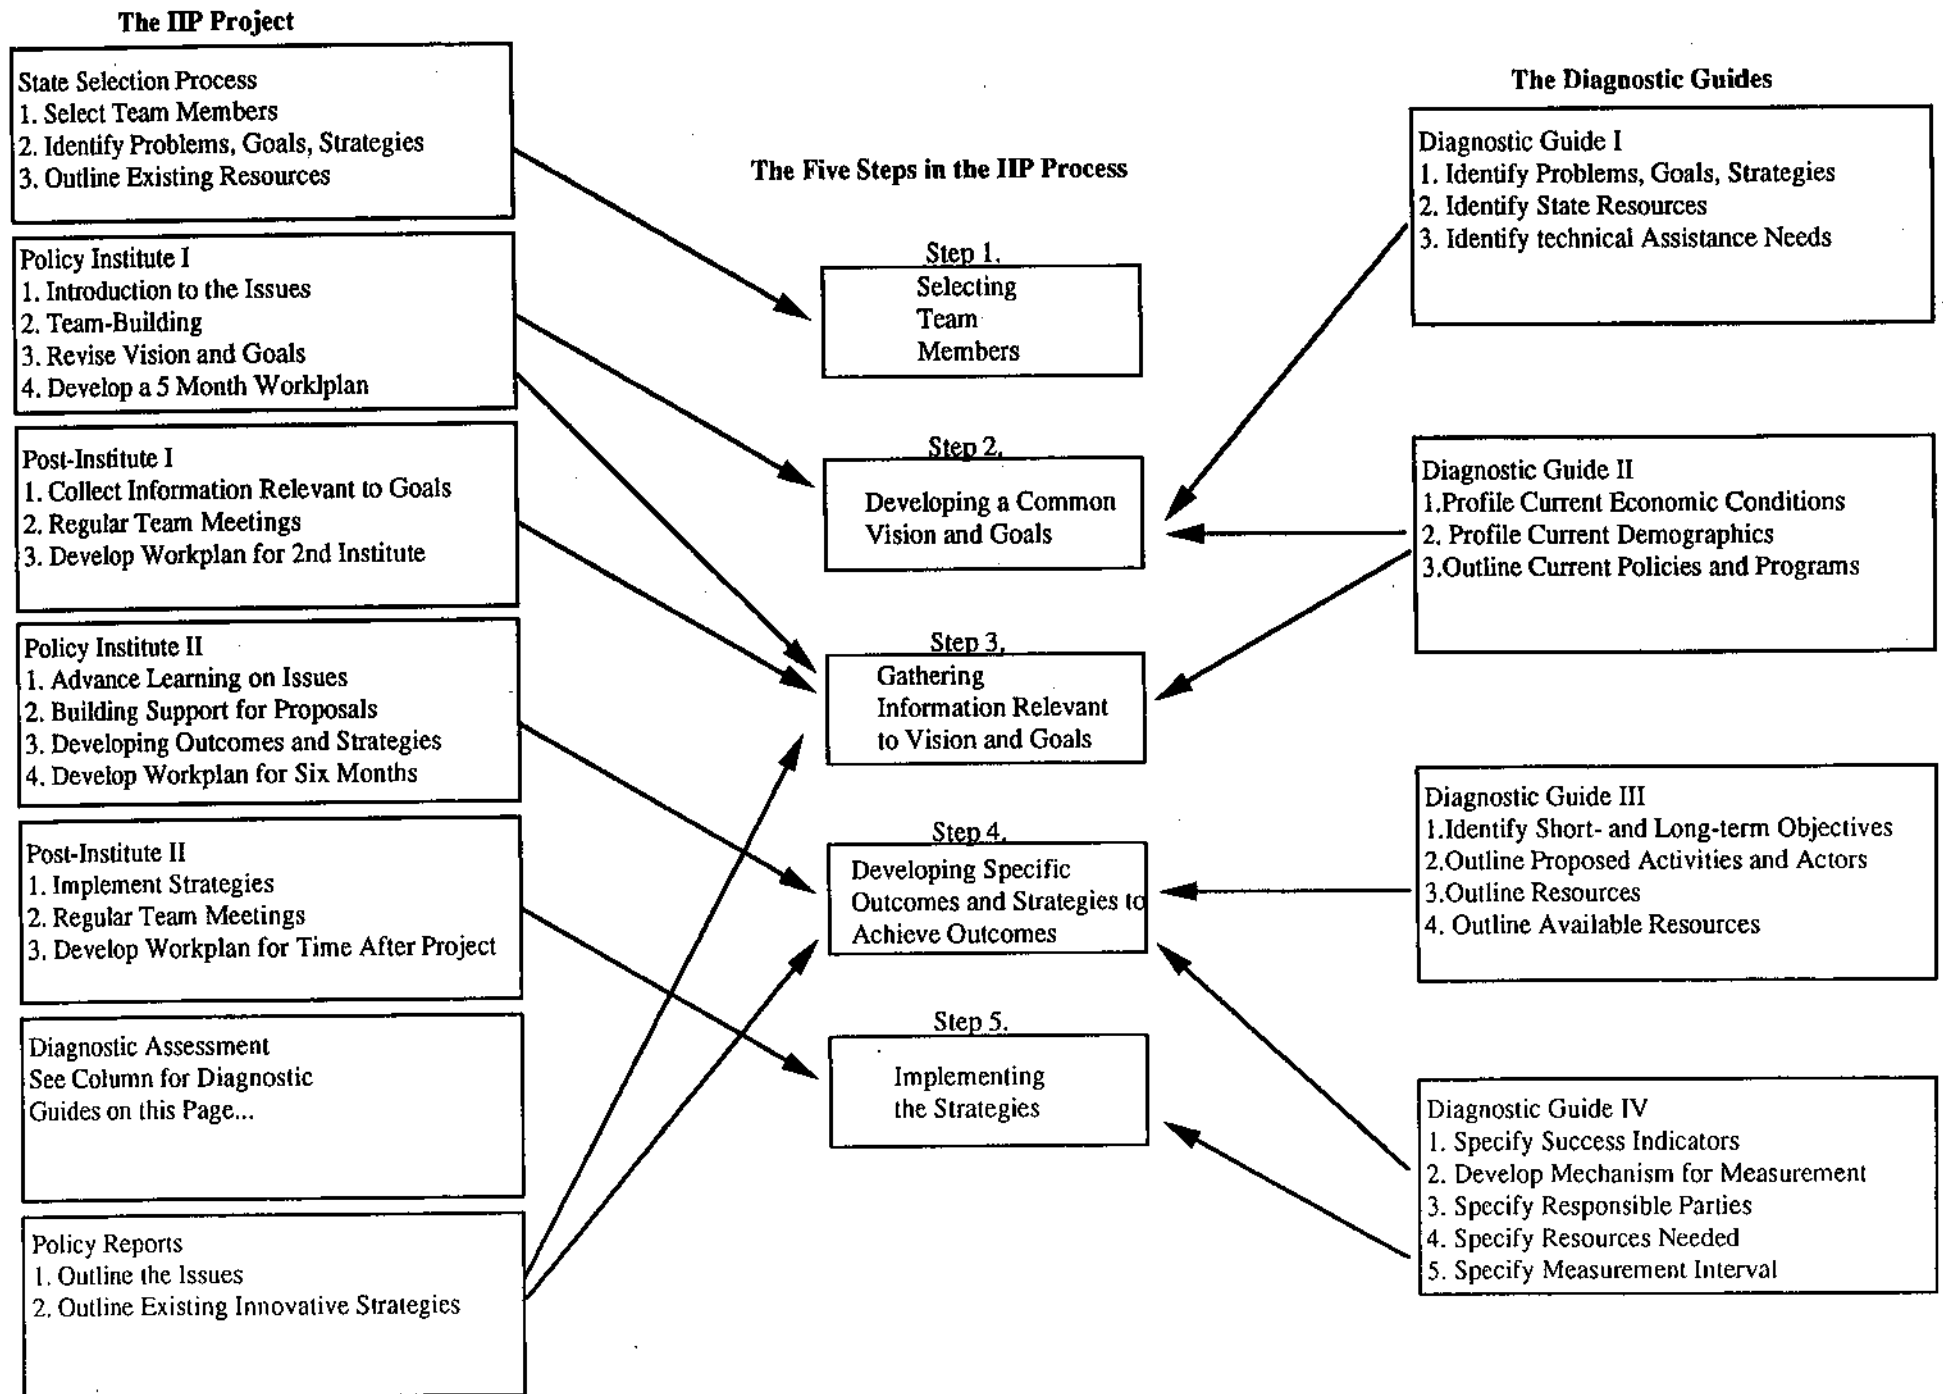 The IIP Project
State Selection Process
1. Select Team Members
2. Identify Problems, Goals, Strategies
3. Outline Existing Resources
Policy Institute I
1. Introduction to the Issues
2. Team-Building
3. Revise Vision and Goals
4. Develop a 5 Month Worklplan
Post-Institute I
1. Collect Information Relevant to Goals
2. Regular Team Meetings
3. Develop Workplan for 2nd Institute
Policy Institute II
1. Advance Learning on Issues
2. Building Support for Proposals
3. Developing Outcomes and Strategies
4. Develop Workplan for Six Months
Post-Institute II
1. Implement Strategies
2. Regular Team Meetings
3. Develop Workplan for Time After Project
Diagnostic Assessment
See Column for Diagnostic
Guides on this Page...
Policy Reports
1. Outline the Issues
2. Outline Existing Innovative Strategies
The Five Steps in the IIP Process
Step 1.
Selecting
Team
Members
Step 2.
Developing a Common
Vision and Goals
Step 3.
Gathering
Information Relevant
to Vision and Goals
Step 4.
Developing Specific
Outcomes and Strategies to
Achieve Outcomes
Step 5.
Implementing
the Strategies
The Diagnostic Guides
Diagnostic Guide I
1. Identify Problems, Goals, Strategies
2. Identify State Resources
3. Identify technical Assistance Needs
Diagnostic Guide II
1.Profile Current Economic Conditions
2. Profile Current Demographics
3.Outline Current Policies and Programs
Diagnostic Guide III
1.Identify Short- and Long-term Objectives
2.Outline Proposed Activities and Actors
3.Outline Resources
4. Outline Available Resources
Diagnostic Guide IV
1. Specify Success Indicators
2. Develop Mechanism for Measurement
3. Specify Responsible Parties
4. Specify Resources Needed
5. Specify Measurement Interval